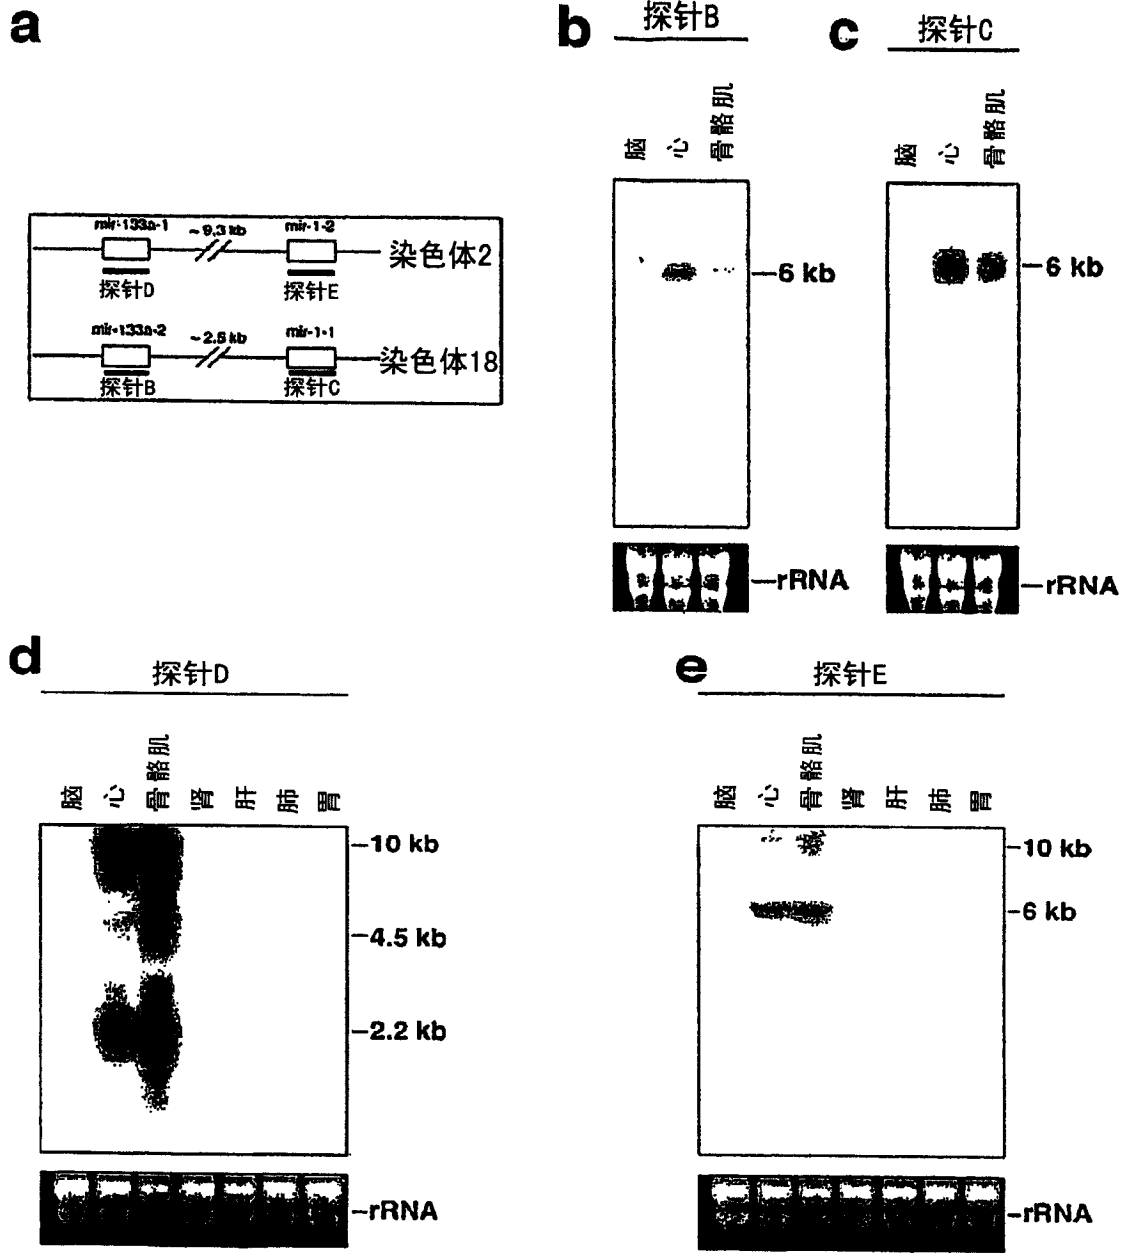 a
mir-133a-1 ~9.3 kb mir-1-2
染色体2
探针D 探针E
mir-133a-2 ~2.5 kb mir-1-1
染色体18
探针B 探针C
b
探针B
脑 心 骨骼肌
6 kb
rRNA
c
探针C
脑 心 骨骼肌
6 kb
rRNA
d
探针D
脑 心 骨骼肌 肾 肝 肺 胃
10 kb
4.5 kb
2.2 kb
rRNA
e
探针E
脑 心 骨骼肌 肾 肝 肺 胃
10 kb
6 kb
rRNA